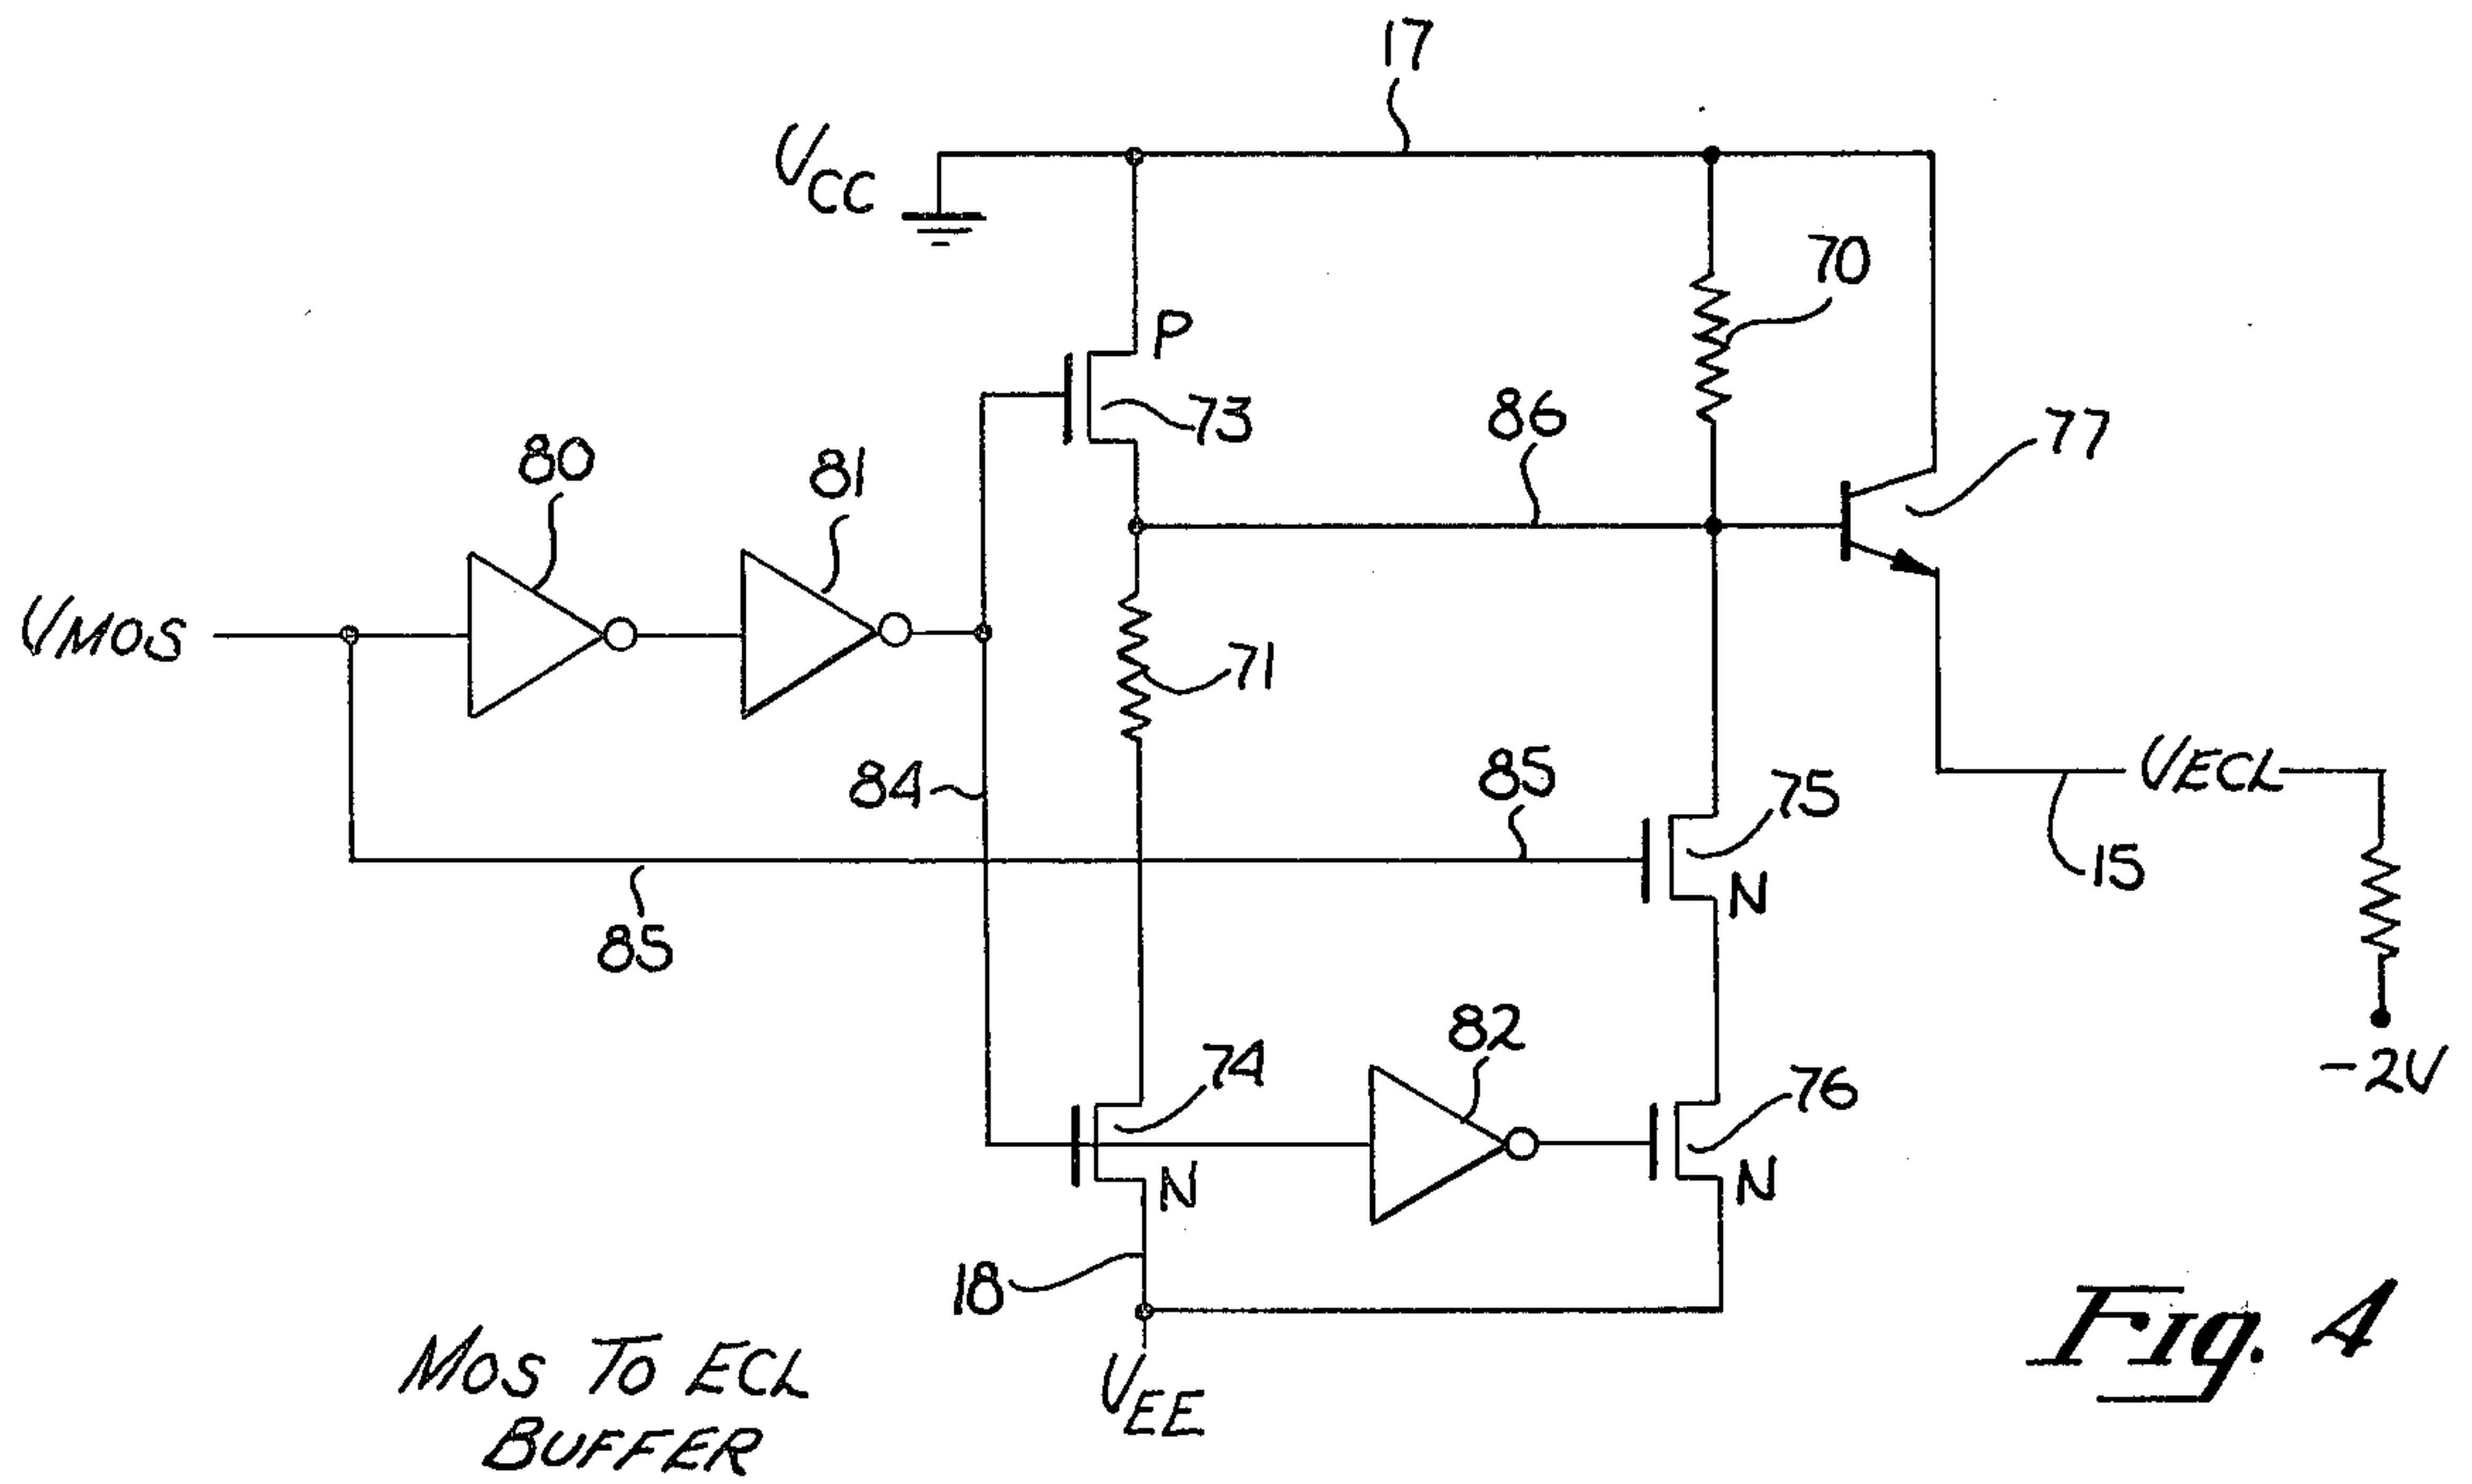 17
VCC
70
P
73
86
77
80
81
VMOS
71
84
85
75
VECL
15
N
85
82
74
76
-2V
N
N
18
VEE
MOS TO ECL
BUFFER
Fig. 4